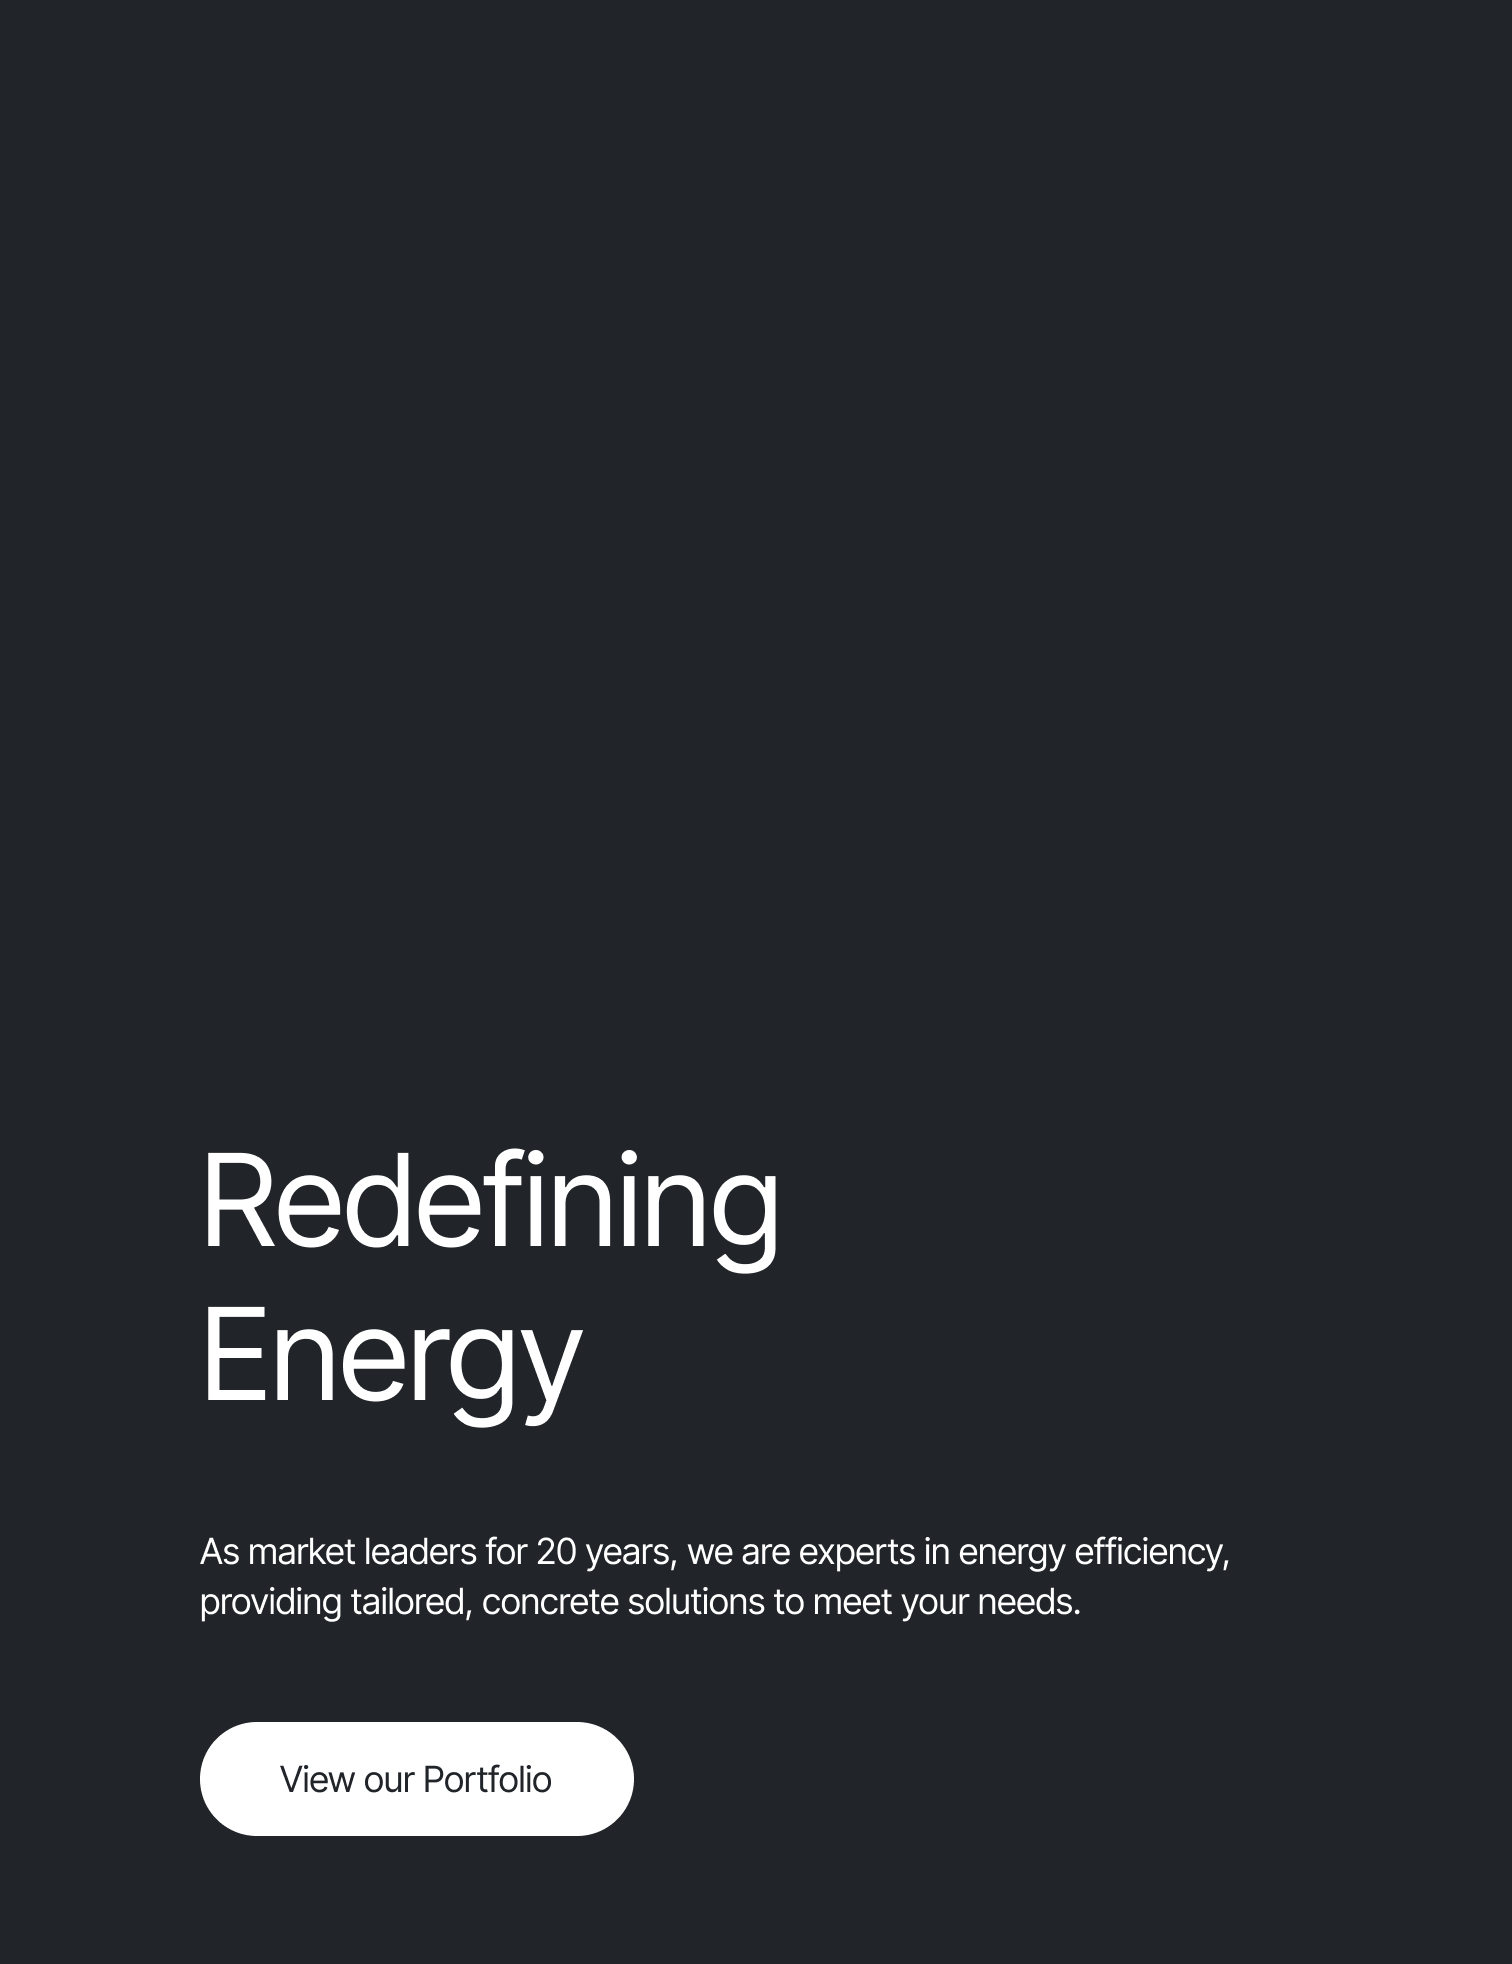 Redefining
Energy
As market leaders for 20 years, we are experts in energy efficiency,
providing tailored, concrete solutions to meet your needs.
View our Portfolio